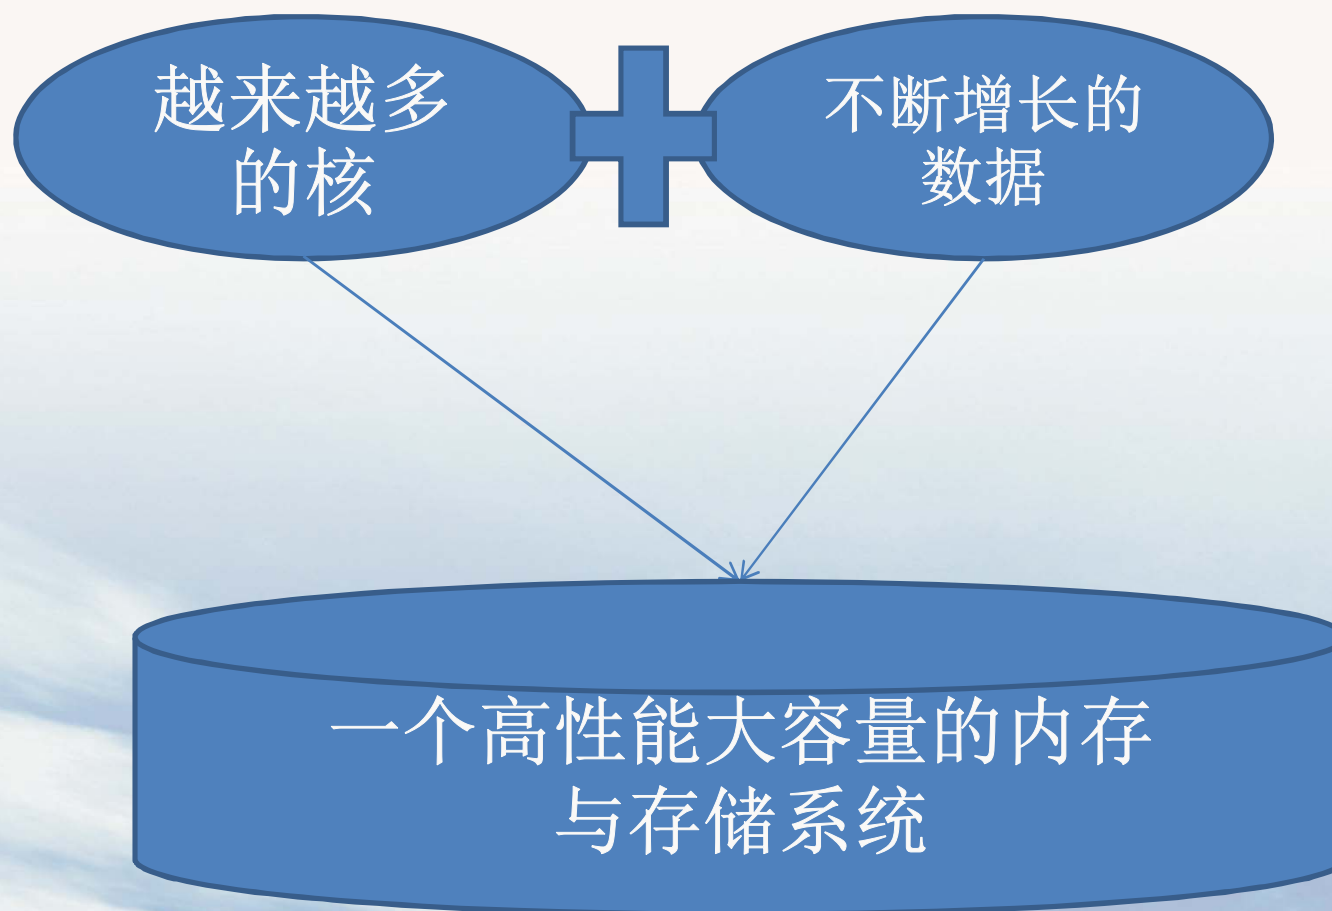 越来越多
的核
不断增长的
数据
一个高性能大容量的内存
与存储系统